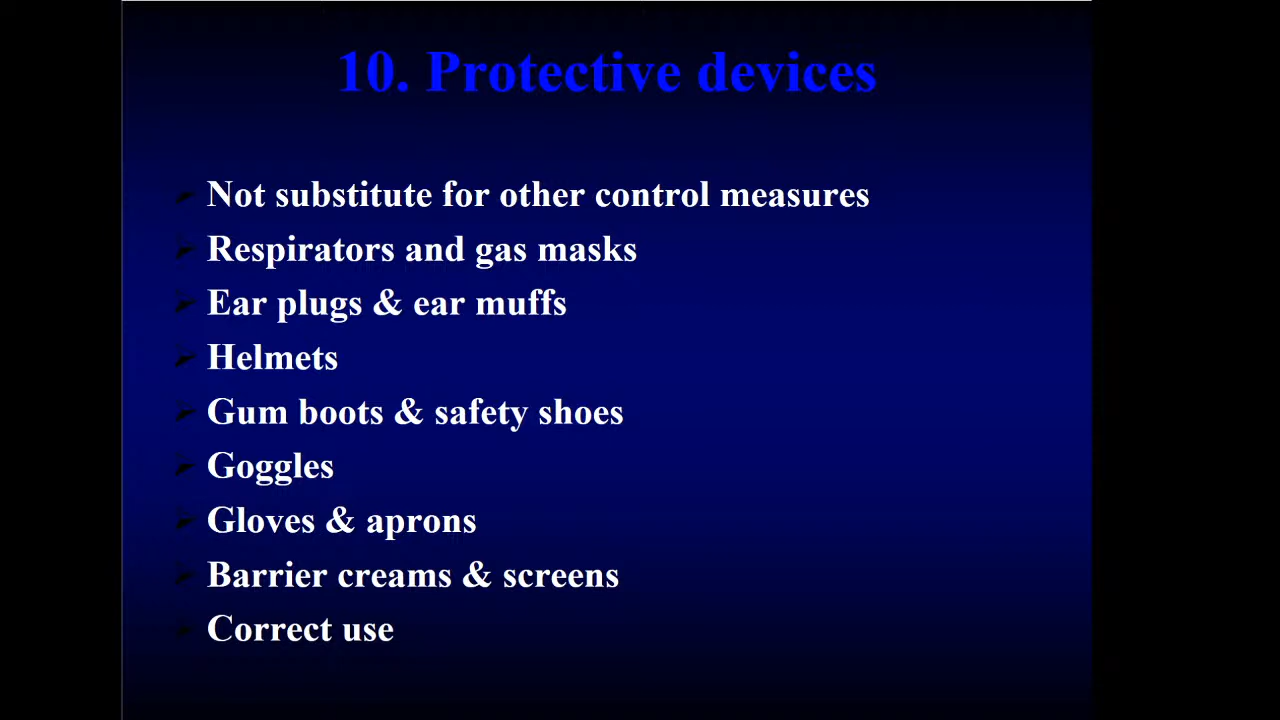 10. Protective devices
Not substitute for other control measures
Respirators and gas masks
Ear plugs & ear muffs
Helmets
Gum boots & safety shoes
Goggles
Gloves & aprons
Barrier creams & screens
Correct use